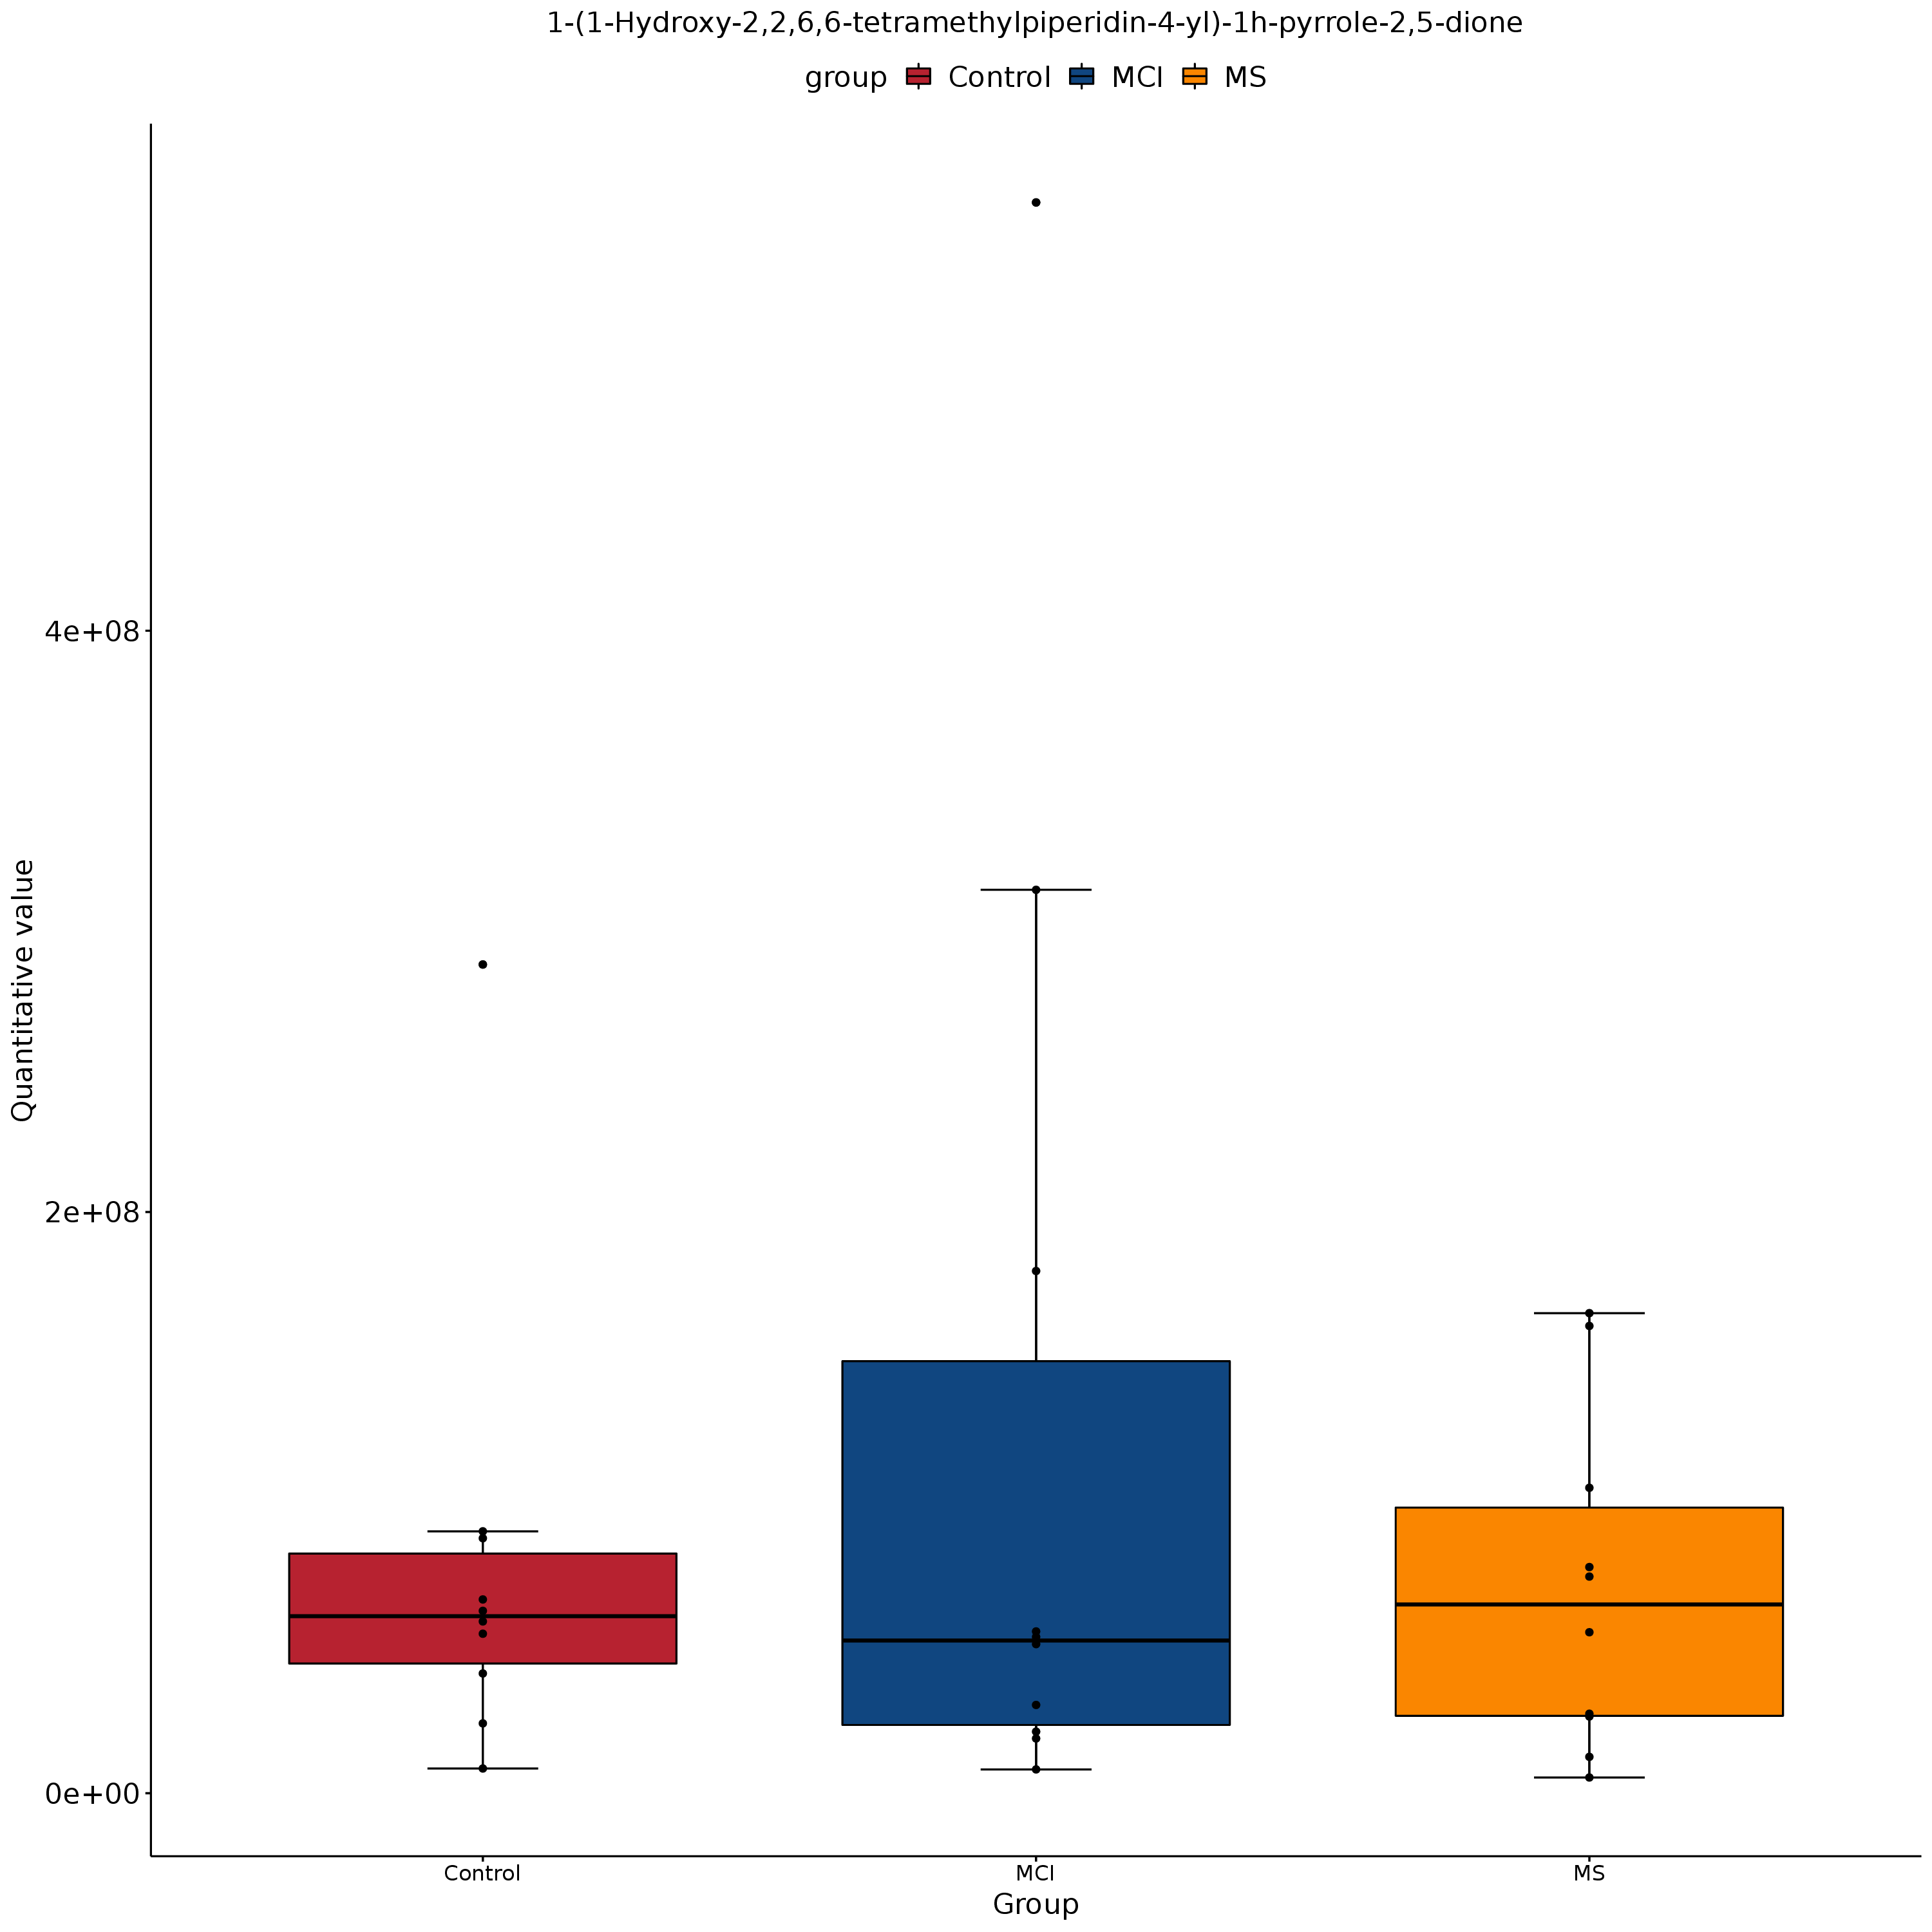 1-(1-Hydroxy-2,2,6,6-tetramethylpiperidin-4-yl)-1h-pyrrole-2,5-dione
group Control MCI MS
Quantitative value
4e+08
2e+08
0e+00
Control MCI MS
Group